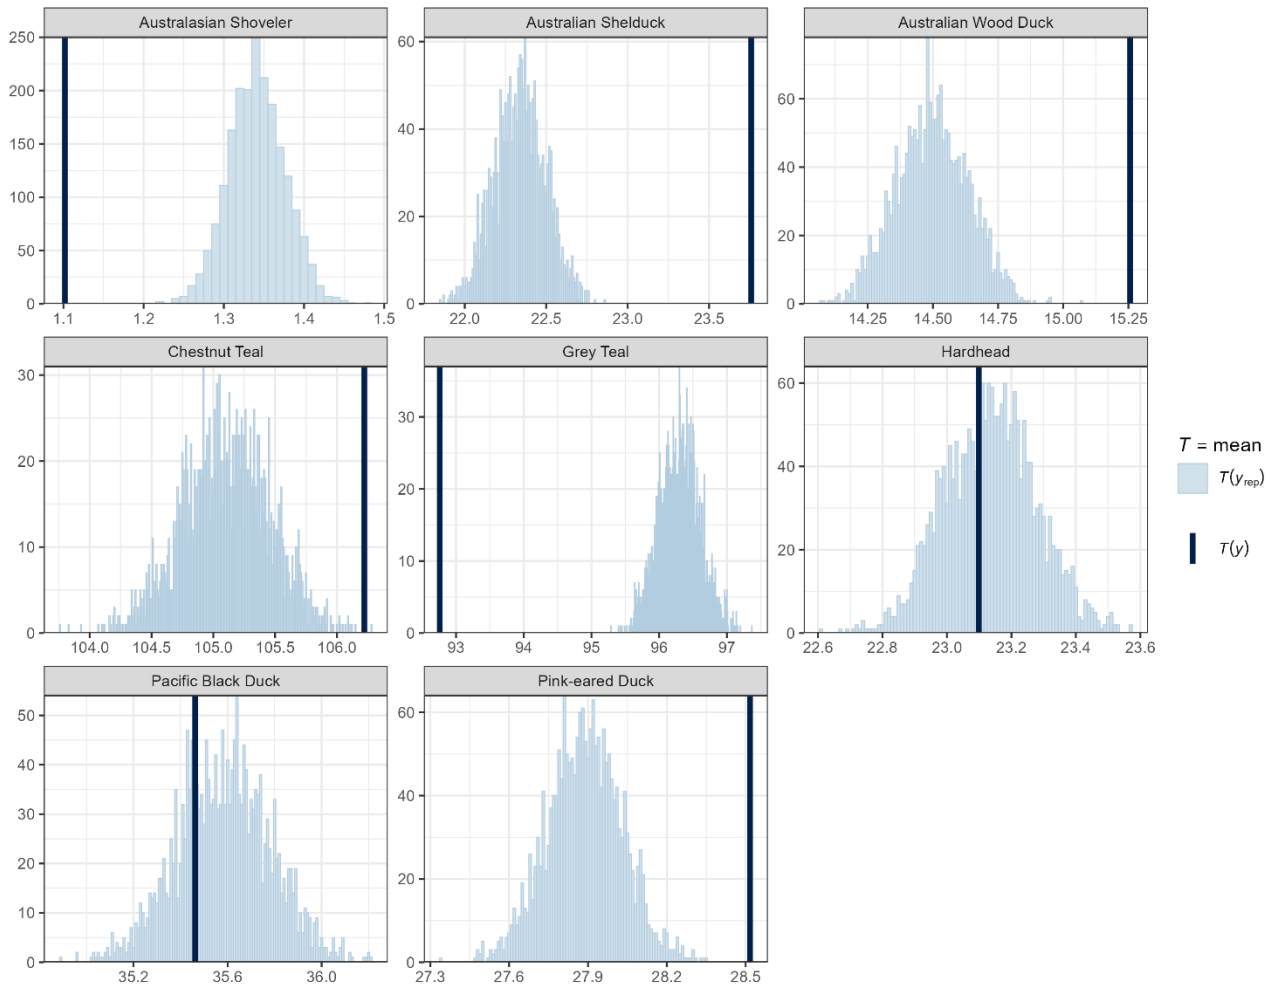 Australasian Shoveler
250
200
150
100
50
0
1.1 1.2 1.3 1.4 1.5
Australian Shelduck
60
40
20
0
22.0 22.5 23.0 23.5
Australian Wood Duck
60
40
20
0
14.25 14.50 14.75 15.00 15.25
Chestnut Teal
30
20
10
0
104.0 104.5 105.0 105.5 106.0
Grey Teal
30
20
10
0
93 94 95 96 97
Hardhead
60
40
20
0
22.6 22.8 23.0 23.2 23.4 23.6
Pacific Black Duck
50
40
30
20
10
0
35.2 35.6 36.0
Pink-eared Duck
60
40
20
0
27.3 27.6 27.9 28.2 28.5
T = mean
T(yrep)
T(y)